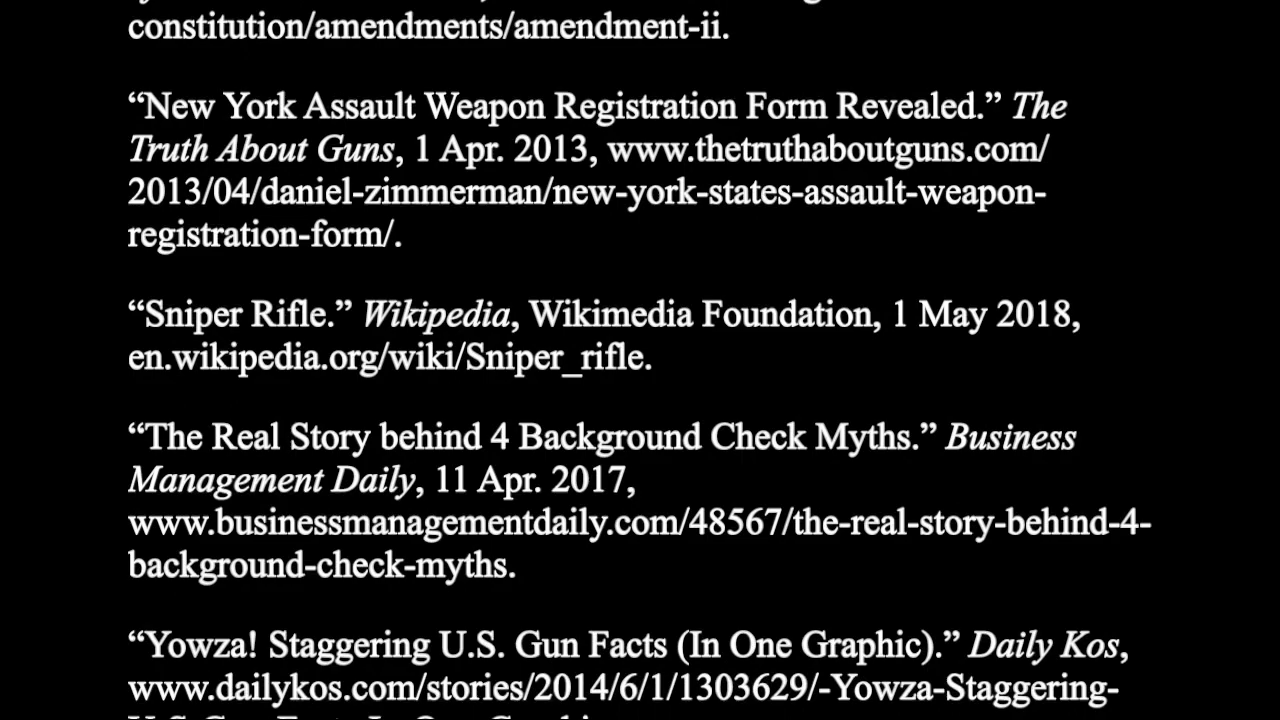 constitution/amendments/amendment-ii.
“New York Assault Weapon Registration Form Revealed.” The
Truth About Guns, 1 Apr. 2013, www.thetruthaboutguns.com/
2013/04/daniel-zimmerman/new-york-states-assault-weapon-
registration-form/.
“Sniper Rifle.” Wikipedia, Wikimedia Foundation, 1 May 2018,
en.wikipedia.org/wiki/Sniper_rifle.
“The Real Story behind 4 Background Check Myths.” Business
Management Daily, 11 Apr. 2017,
www.businessmanagementdaily.com/48567/the-real-story-behind-4-
background-check-myths.
“Yowza! Staggering U.S. Gun Facts (In One Graphic).” Daily Kos,
www.dailykos.com/stories/2014/6/1/1303629/-Yowza-Staggering-